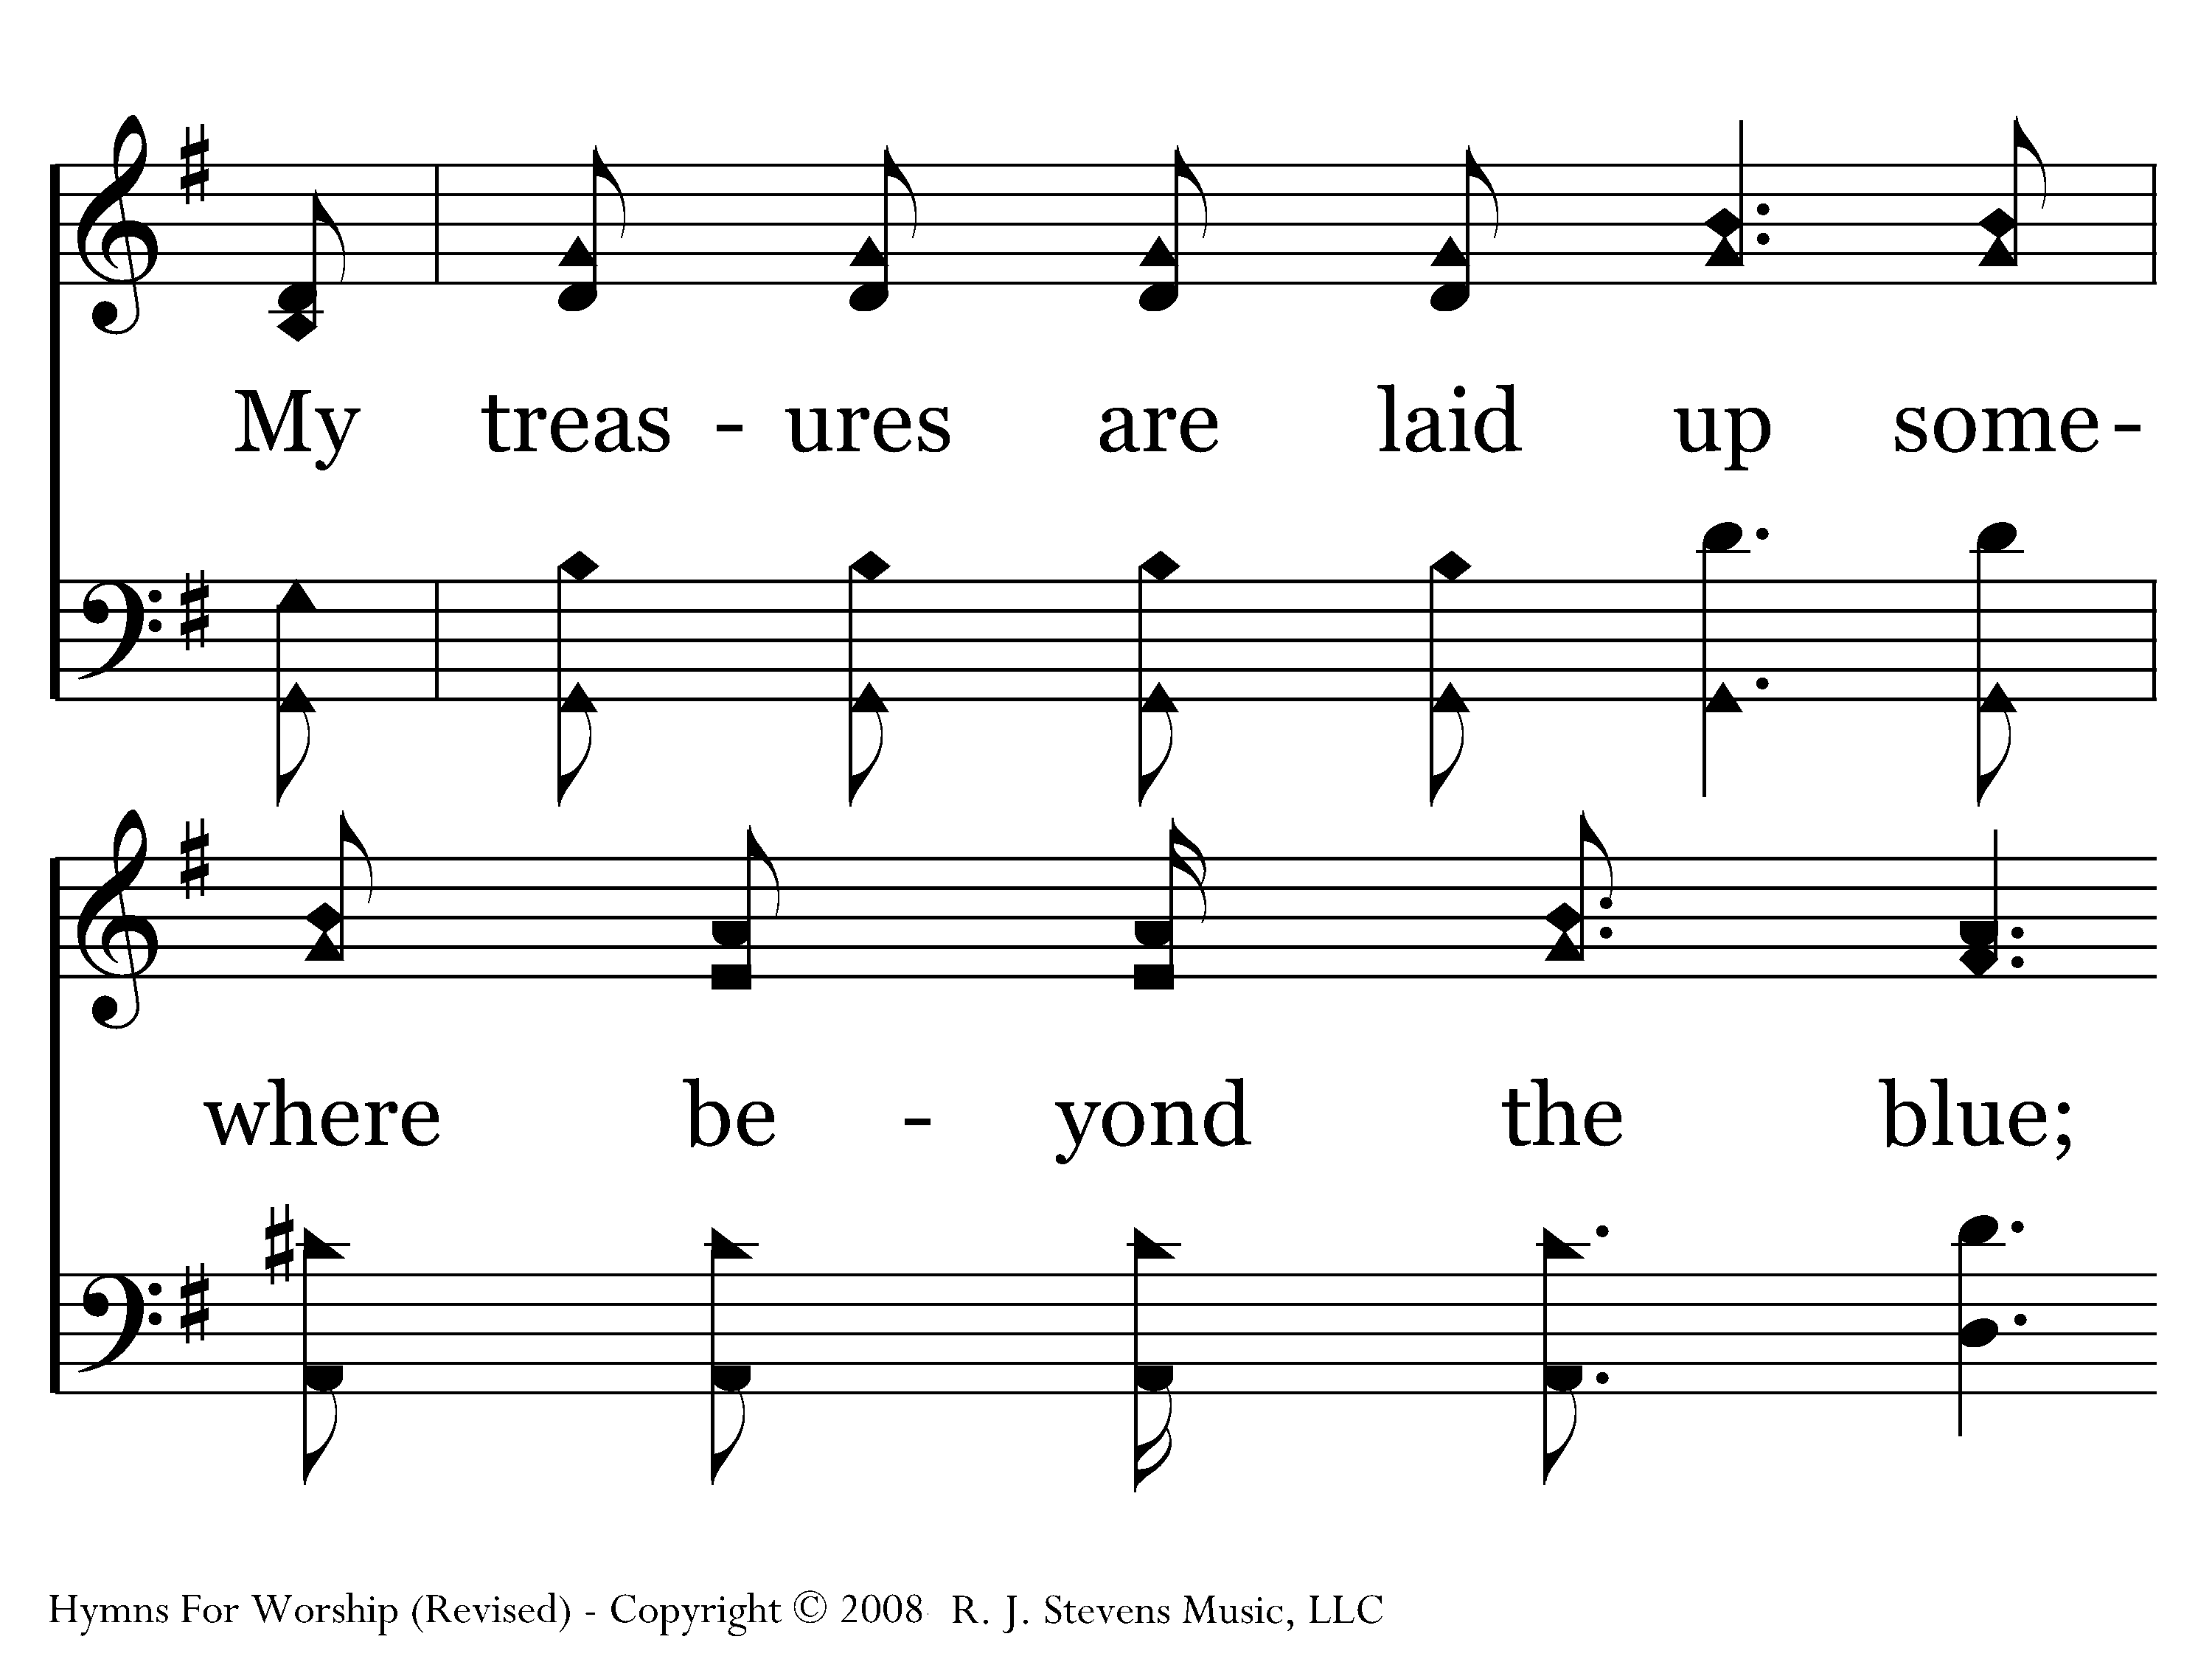 My treas - ures are laid up some-
where be - yond the blue;
Hymns For Worship (Revised) - Copyright © 2008 R. J. Stevens Music, LLC